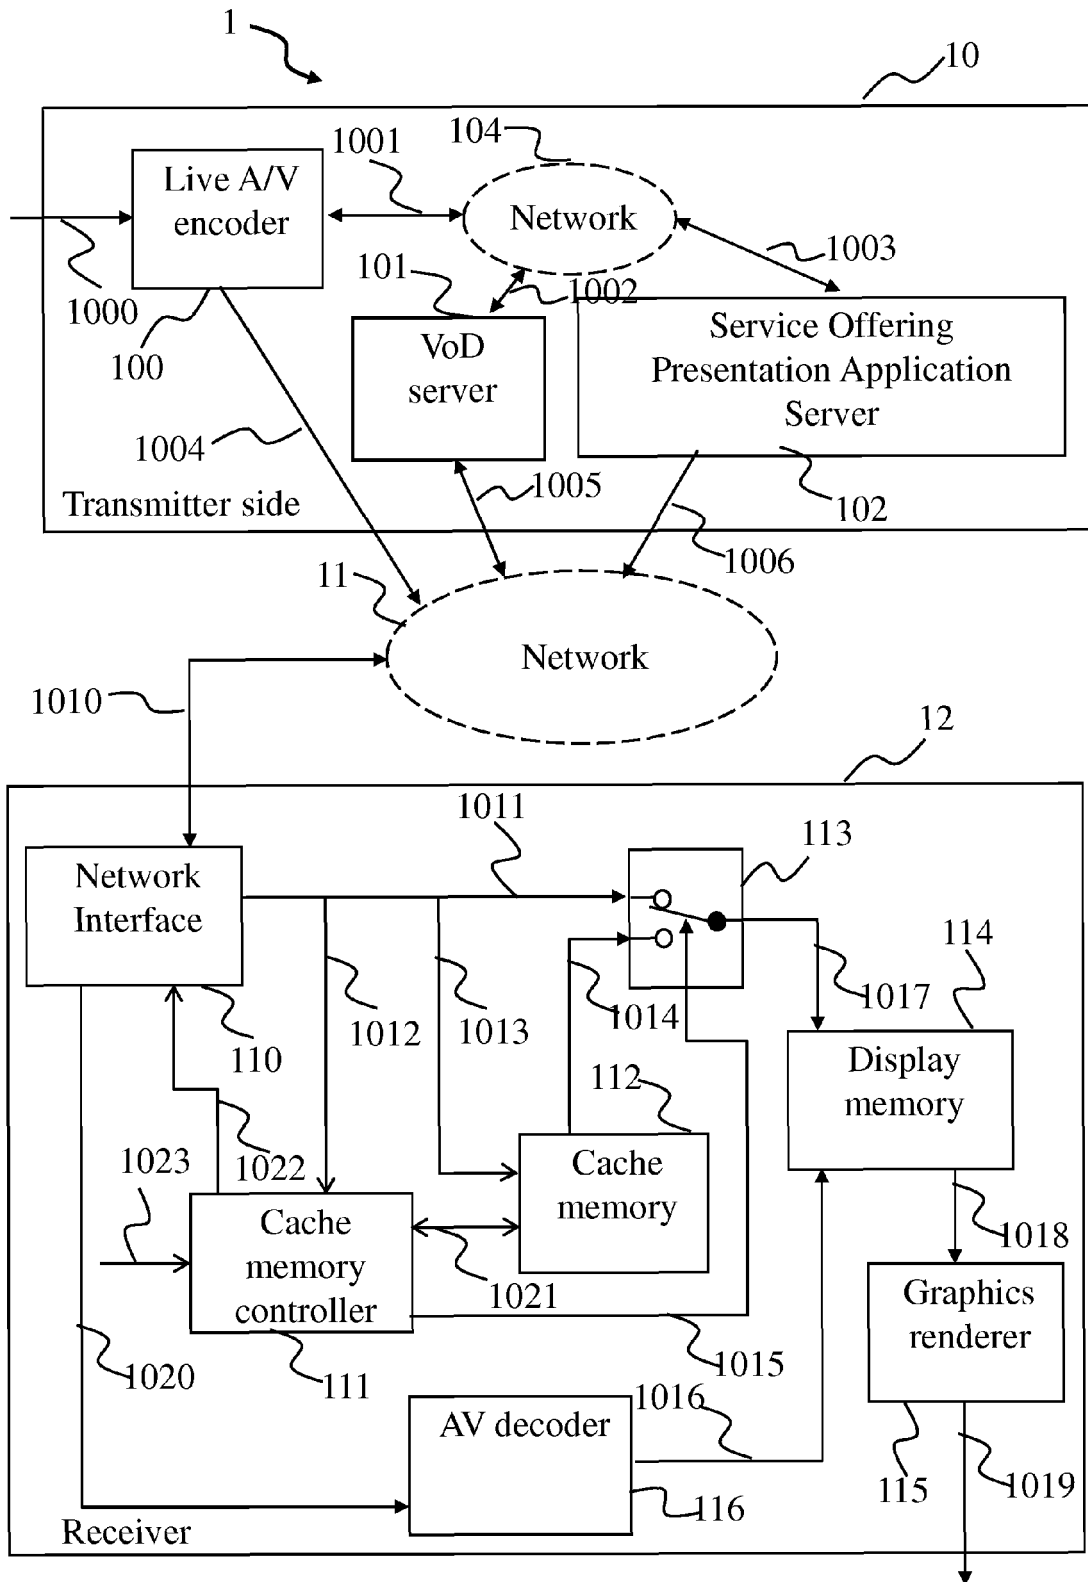 1
10
1001
104
Live A/V
encoder
Network
1003
101
1002
1000
100
VoD
server
Service Offering
Presentation Application
Server
1004
1005
Transmitter side
102
1006
11
Network
1010
12
1011
113
Network
Interface
114
1012
1013
1014
1017
110
112
Display
memory
1023
1022
Cache
memory
Cache
memory
controller
1021
1018
Graphics
renderer
1020
111
1015
1016
AV decoder
115
1019
116
Receiver